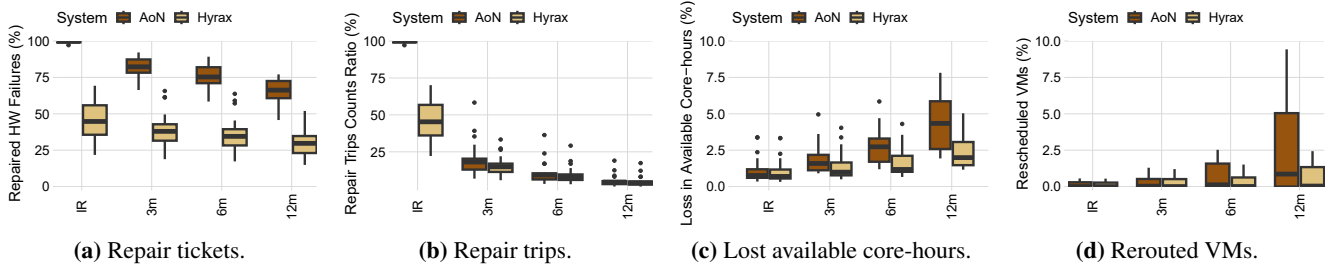 System AoN Hyrax
Repaired HW Failures (%)
100
75
50
25
0
IR 3m 6m 12m
(a) Repair tickets.
System AoN Hyrax
Repair Trips Counts Ratio (%)
100
75
50
25
IR 3m 6m 12m
(b) Repair trips.
System AoN Hyrax
Loss in Available Core-hours (%)
10.0
7.5
5.0
2.5
0.0
IR 3m 6m 12m
(c) Lost available core-hours.
System AoN Hyrax
Rescheduled VMs (%)
10.0
7.5
5.0
2.5
0.0
IR 3m 6m 12m
(d) Rerouted VMs.